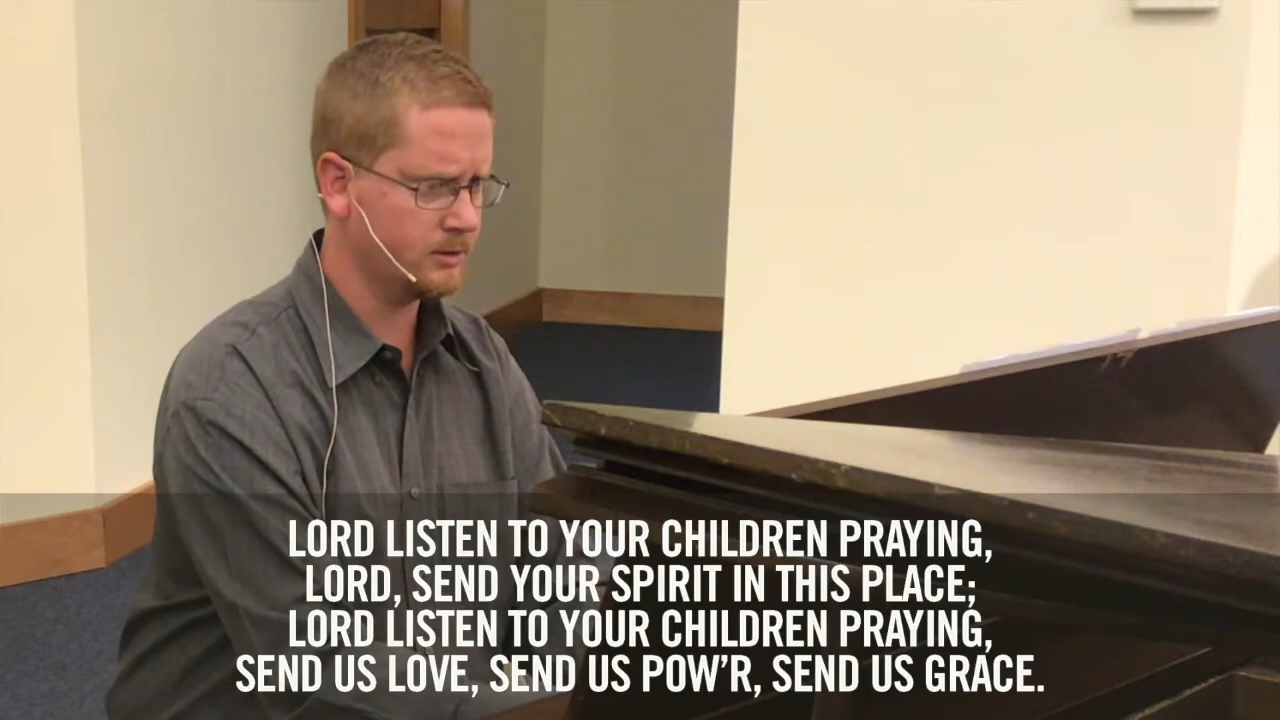 LORD LISTEN TO YOUR CHILDREN PRAYING,
LORD, SEND YOUR SPIRIT IN THIS PLACE;
LORD LISTEN TO YOUR CHILDREN PRAYING,
SEND US LOVE, SEND US POW'R, SEND US GRACE.